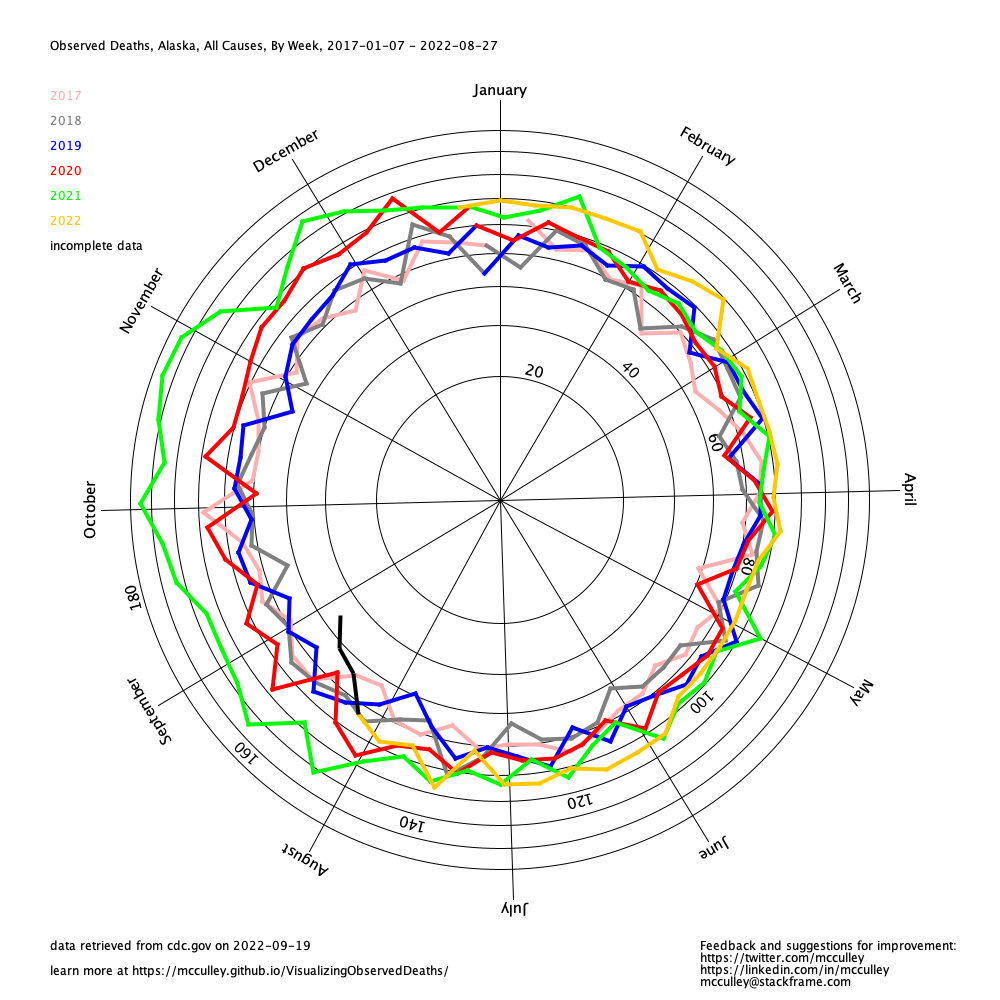 Observed Deaths, Alaska, All Causes, By Week, 2017-01-07 - 2022-08-27
January
2017
2018
2019
2020
2021
2022
incomplete data
December
February
November
March
20
40
60
October
April
80
180
September
May
100
160
120
140
August
June
July
data retrieved from cdc.gov on 2022-09-19
learn more at https://mcculley.github.io/VisualizingObservedDeaths/
Feedback and suggestions for improvement:
https://twitter.com/mcculley
https://linkedin.com/in/mcculley
mcculley@stackframe.com